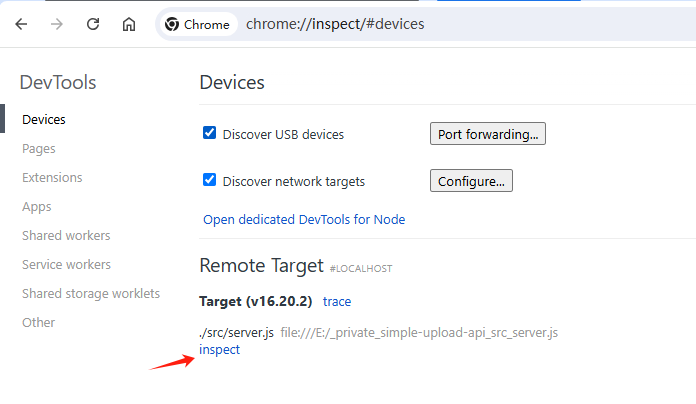 Chrome chrome://inspect/#devices
DevTools
Devices
Pages
Extensions
Apps
Shared workers
Service workers
Shared storage worklets
Other
Devices
Discover USB devices Port forwarding...
Discover network targets Configure...
Open dedicated DevTools for Node
Remote Target #LOCALHOST
Target (v16.20.2) trace
./src/server.js file:///E:/_private_simple-upload-api_src_server.js
inspect